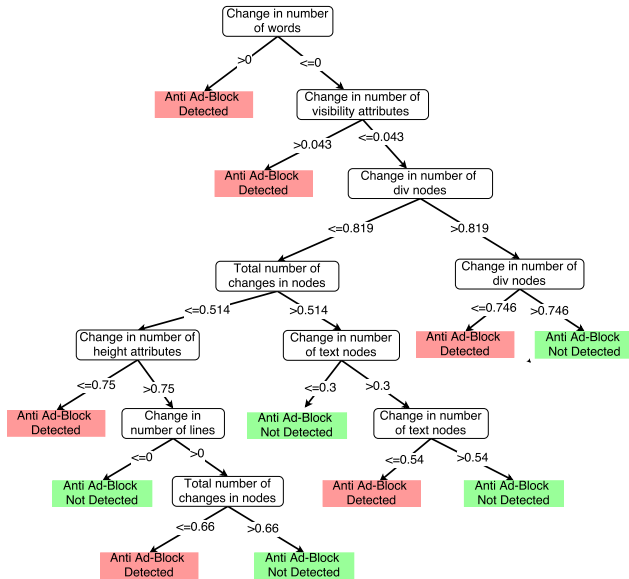 Change in number
of words
>0
<=0
Anti Ad-Block
Detected
Change in number of
visibility attributes
>0.043
<=0.043
Anti Ad-Block
Detected
Change in number of
div nodes
<=0.819
>0.819
Total number of
changes in nodes
Change in number of
div nodes
<=0.514
>0.514
<=0.746
>0.746
Change in number of
height attributes
Change in number
of text nodes
Anti Ad-Block
Detected
Anti Ad-Block
Not Detected
<=0.75
>0.75
<=0.3
>0.3
Anti Ad-Block
Detected
Change in
number of lines
Anti Ad-Block
Not Detected
Change in number
of text nodes
<=0
>0
<=0.54
>0.54
Anti Ad-Block
Not Detected
Total number of
changes in nodes
Anti Ad-Block
Detected
Anti Ad-Block
Not Detected
<=0.66
>0.66
Anti Ad-Block
Detected
Anti Ad-Block
Not Detected